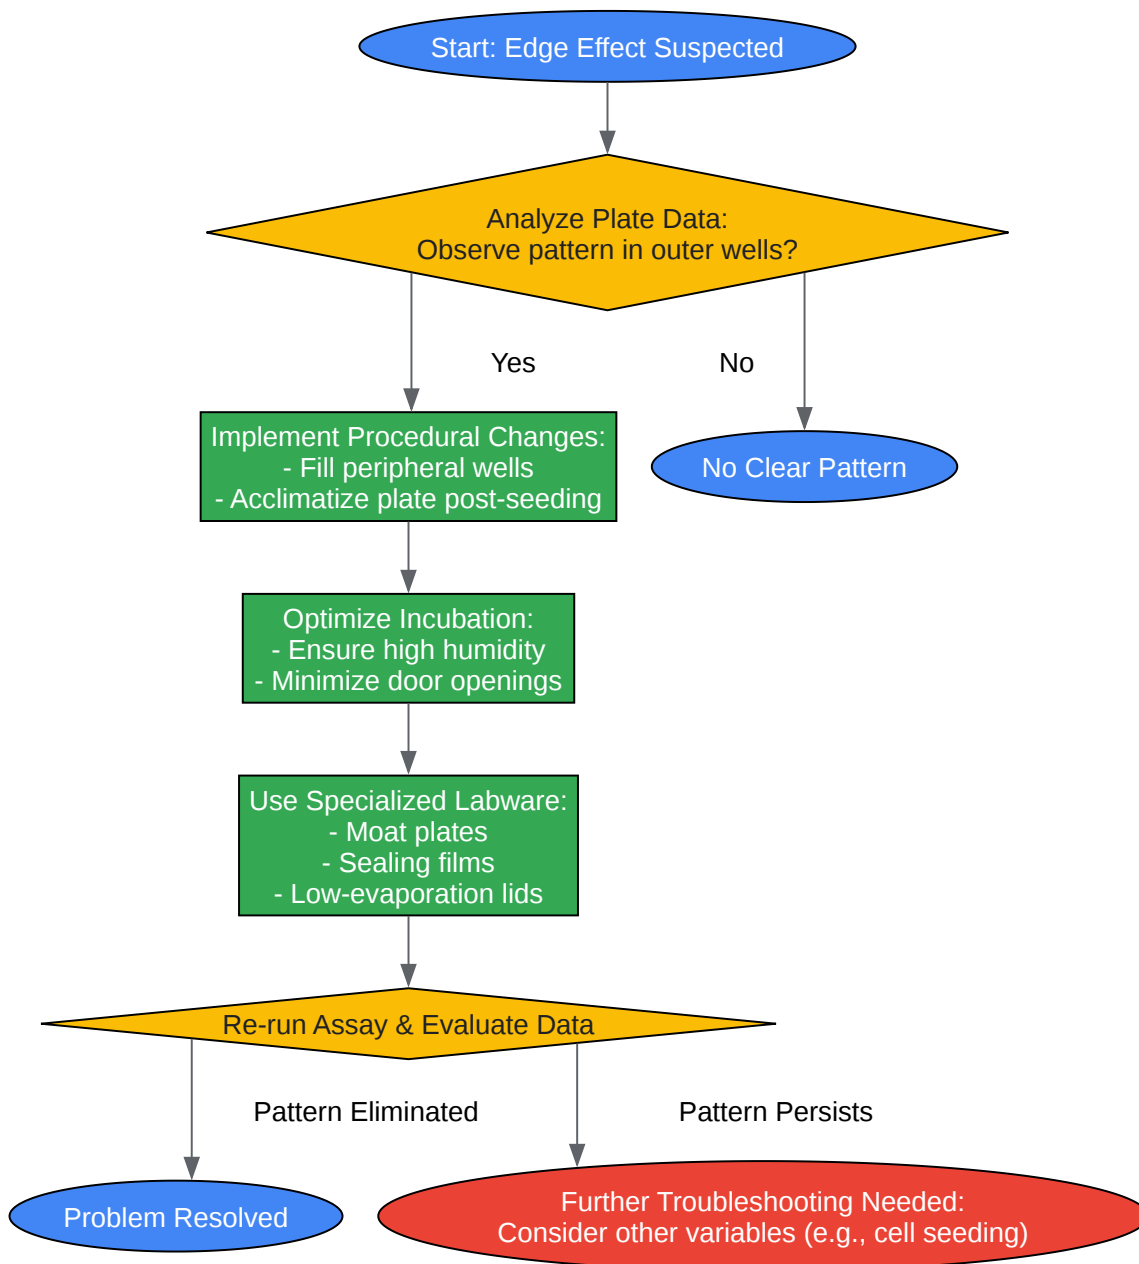 Start: Edge Effect Suspected
Analyze Plate Data:
Observe pattern in outer wells?
Yes
No
Implement Procedural Changes:
- Fill peripheral wells
- Acclimatize plate post-seeding
No Clear Pattern
Optimize Incubation:
- Ensure high humidity
- Minimize door openings
Use Specialized Labware:
- Moat plates
- Sealing films
- Low-evaporation lids
Re-run Assay & Evaluate Data
Pattern Eliminated
Pattern Persists
Problem Resolved
Further Troubleshooting Needed:
Consider other variables (e.g., cell seeding)